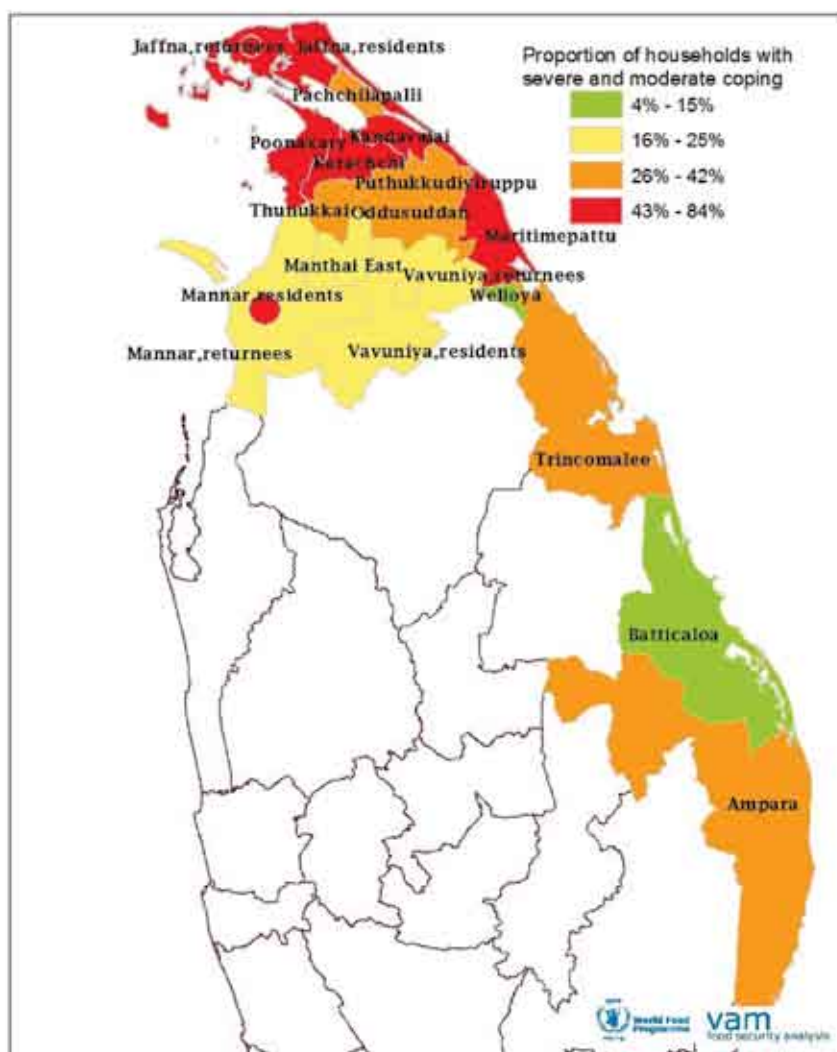 Jaffna,returnees
Jaffna,residents
Proportion of households with
severe and moderate coping
4% - 15%
16% - 25%
26% - 42%
43% - 84%
Pachchilapalli
Poonakary
Kandavalai
Karachchi
Puthukkudiyiruppu
Thunukkai
Oddusuddan
Maritimepattu
Manthai East
Vavuniya,returnees
Mannar,residents
Welioya
Mannar,returnees
Vavuniya,residents
Trincomalee
Batticaloa
Ampara
World Food
Programme
vam
food security analysis